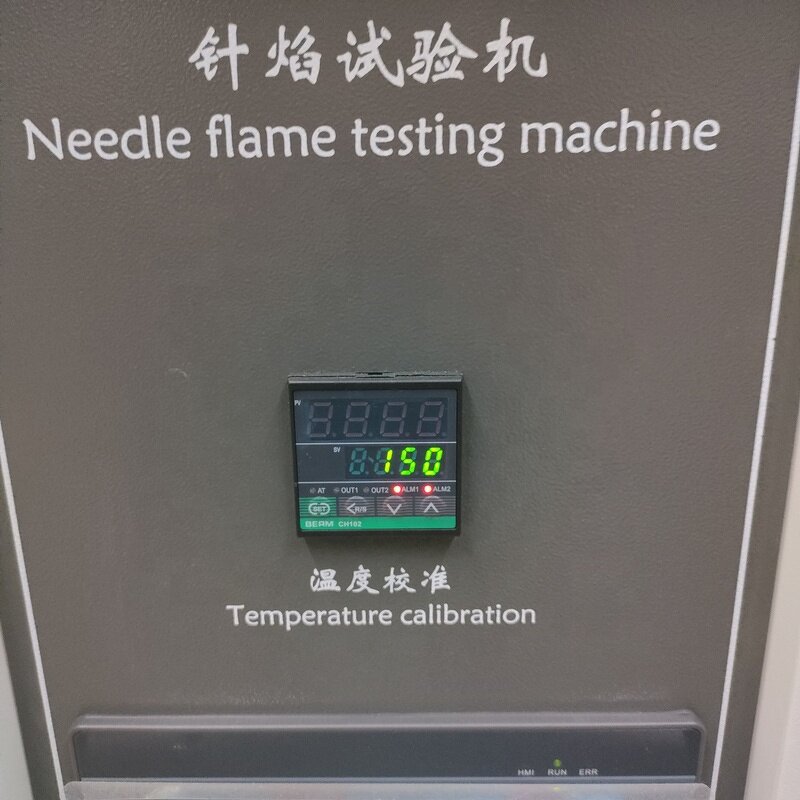 针焰试验机
Needle flame testing machine
PV
SV
150
AT OUT1 OUT2 ALM1 ALM2
SET <R/S
BERM CH102
温度校准
Temperature calibration
HMI RUN ERR